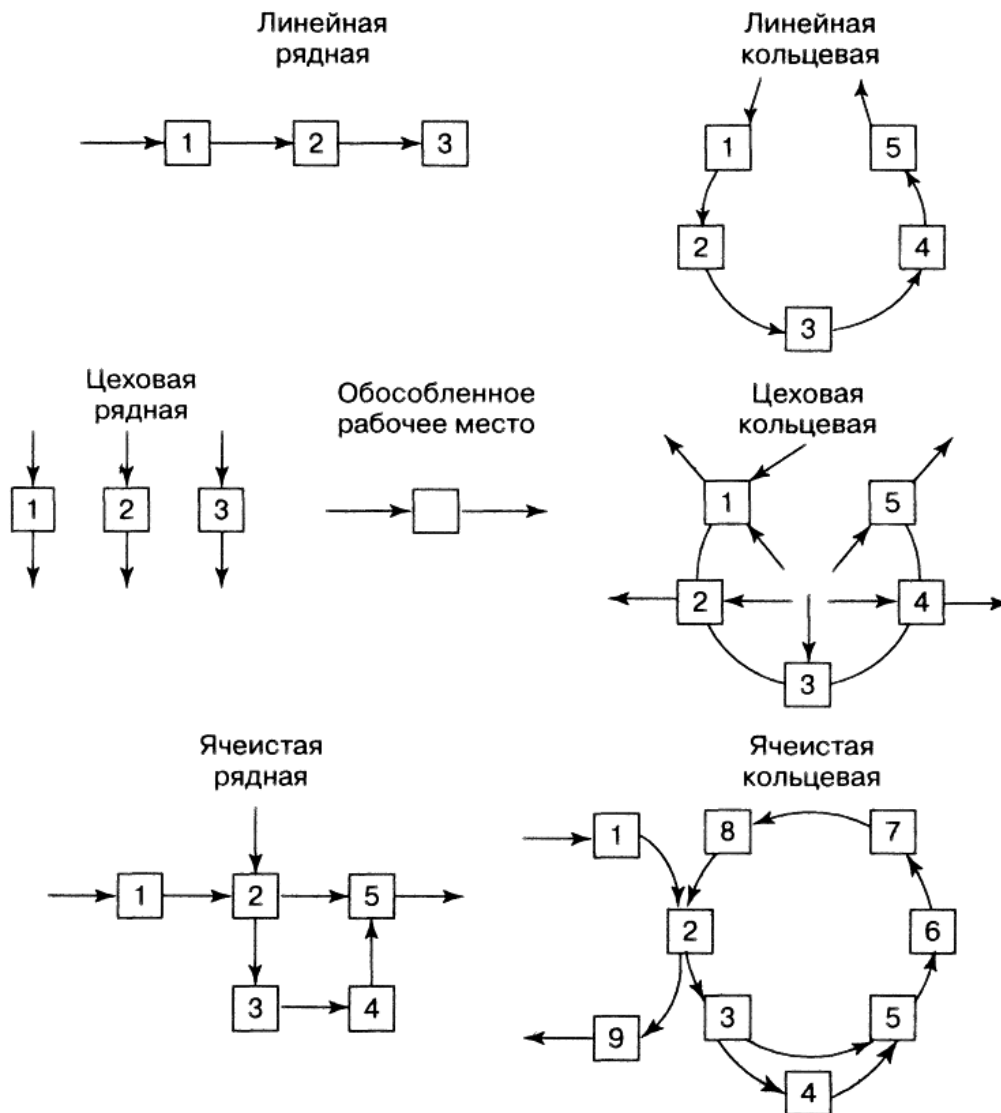 Линейная
рядная
1 2 3
Линейная
кольцевая
1 5
2 4
3
Цеховая
рядная
1 2 3
Обособленное
рабочее место
Цеховая
кольцевая
1 5
2 4
3
Ячеистая
рядная
1 2 5
3 4
Ячеистая
кольцевая
1 8 7
2 6
9 3 5
4